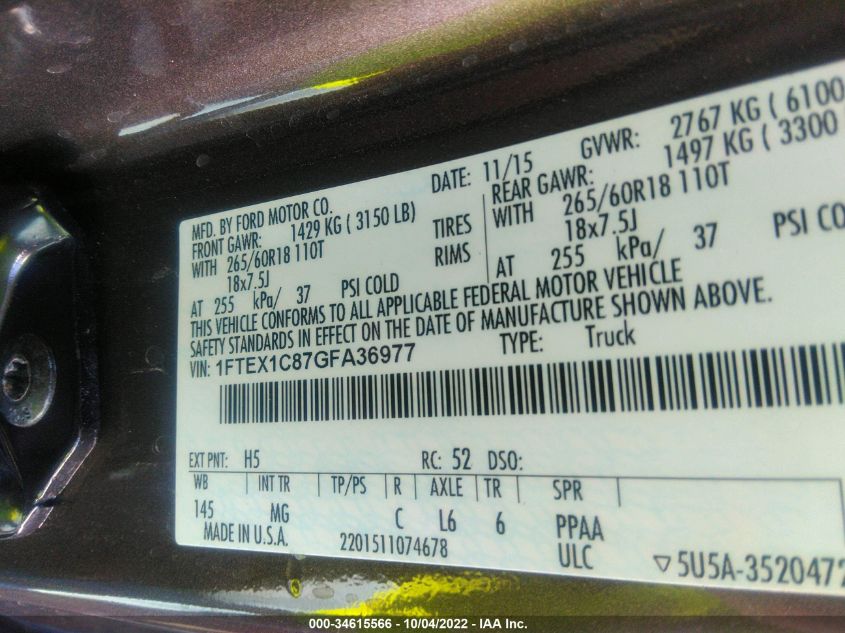 MFD. BY FORD MOTOR CO. DATE: 11/15 GVWR: 2767 KG ( 6100
FRONT GAWR: 1429 KG ( 3150 LB) REAR GAWR: 1497 KG ( 3300
WITH 265/60R18 110T TIRES WITH 265/60R18 110T
18x7.5J RIMS 18x7.5J
AT 255 kPa/ 37 PSI COLD AT 255 kPa/ 37 PSI COL
THIS VEHICLE CONFORMS TO ALL APPLICABLE FEDERAL MOTOR VEHICLE
SAFETY STANDARDS IN EFFECT ON THE DATE OF MANUFACTURE SHOWN ABOVE.
VIN: 1FTEX1C87GFA36977 TYPE: Truck
EXT PNT: H5 RC: 52 DSO:
WB INT TR TP/PS R AXLE TR SPR
145 MG C L6 6 PPAA
MADE IN U.S.A. 2201511074678 ULC ▽5U5A-3520472
000-34615566 - 10/04/2022 - IAA Inc.